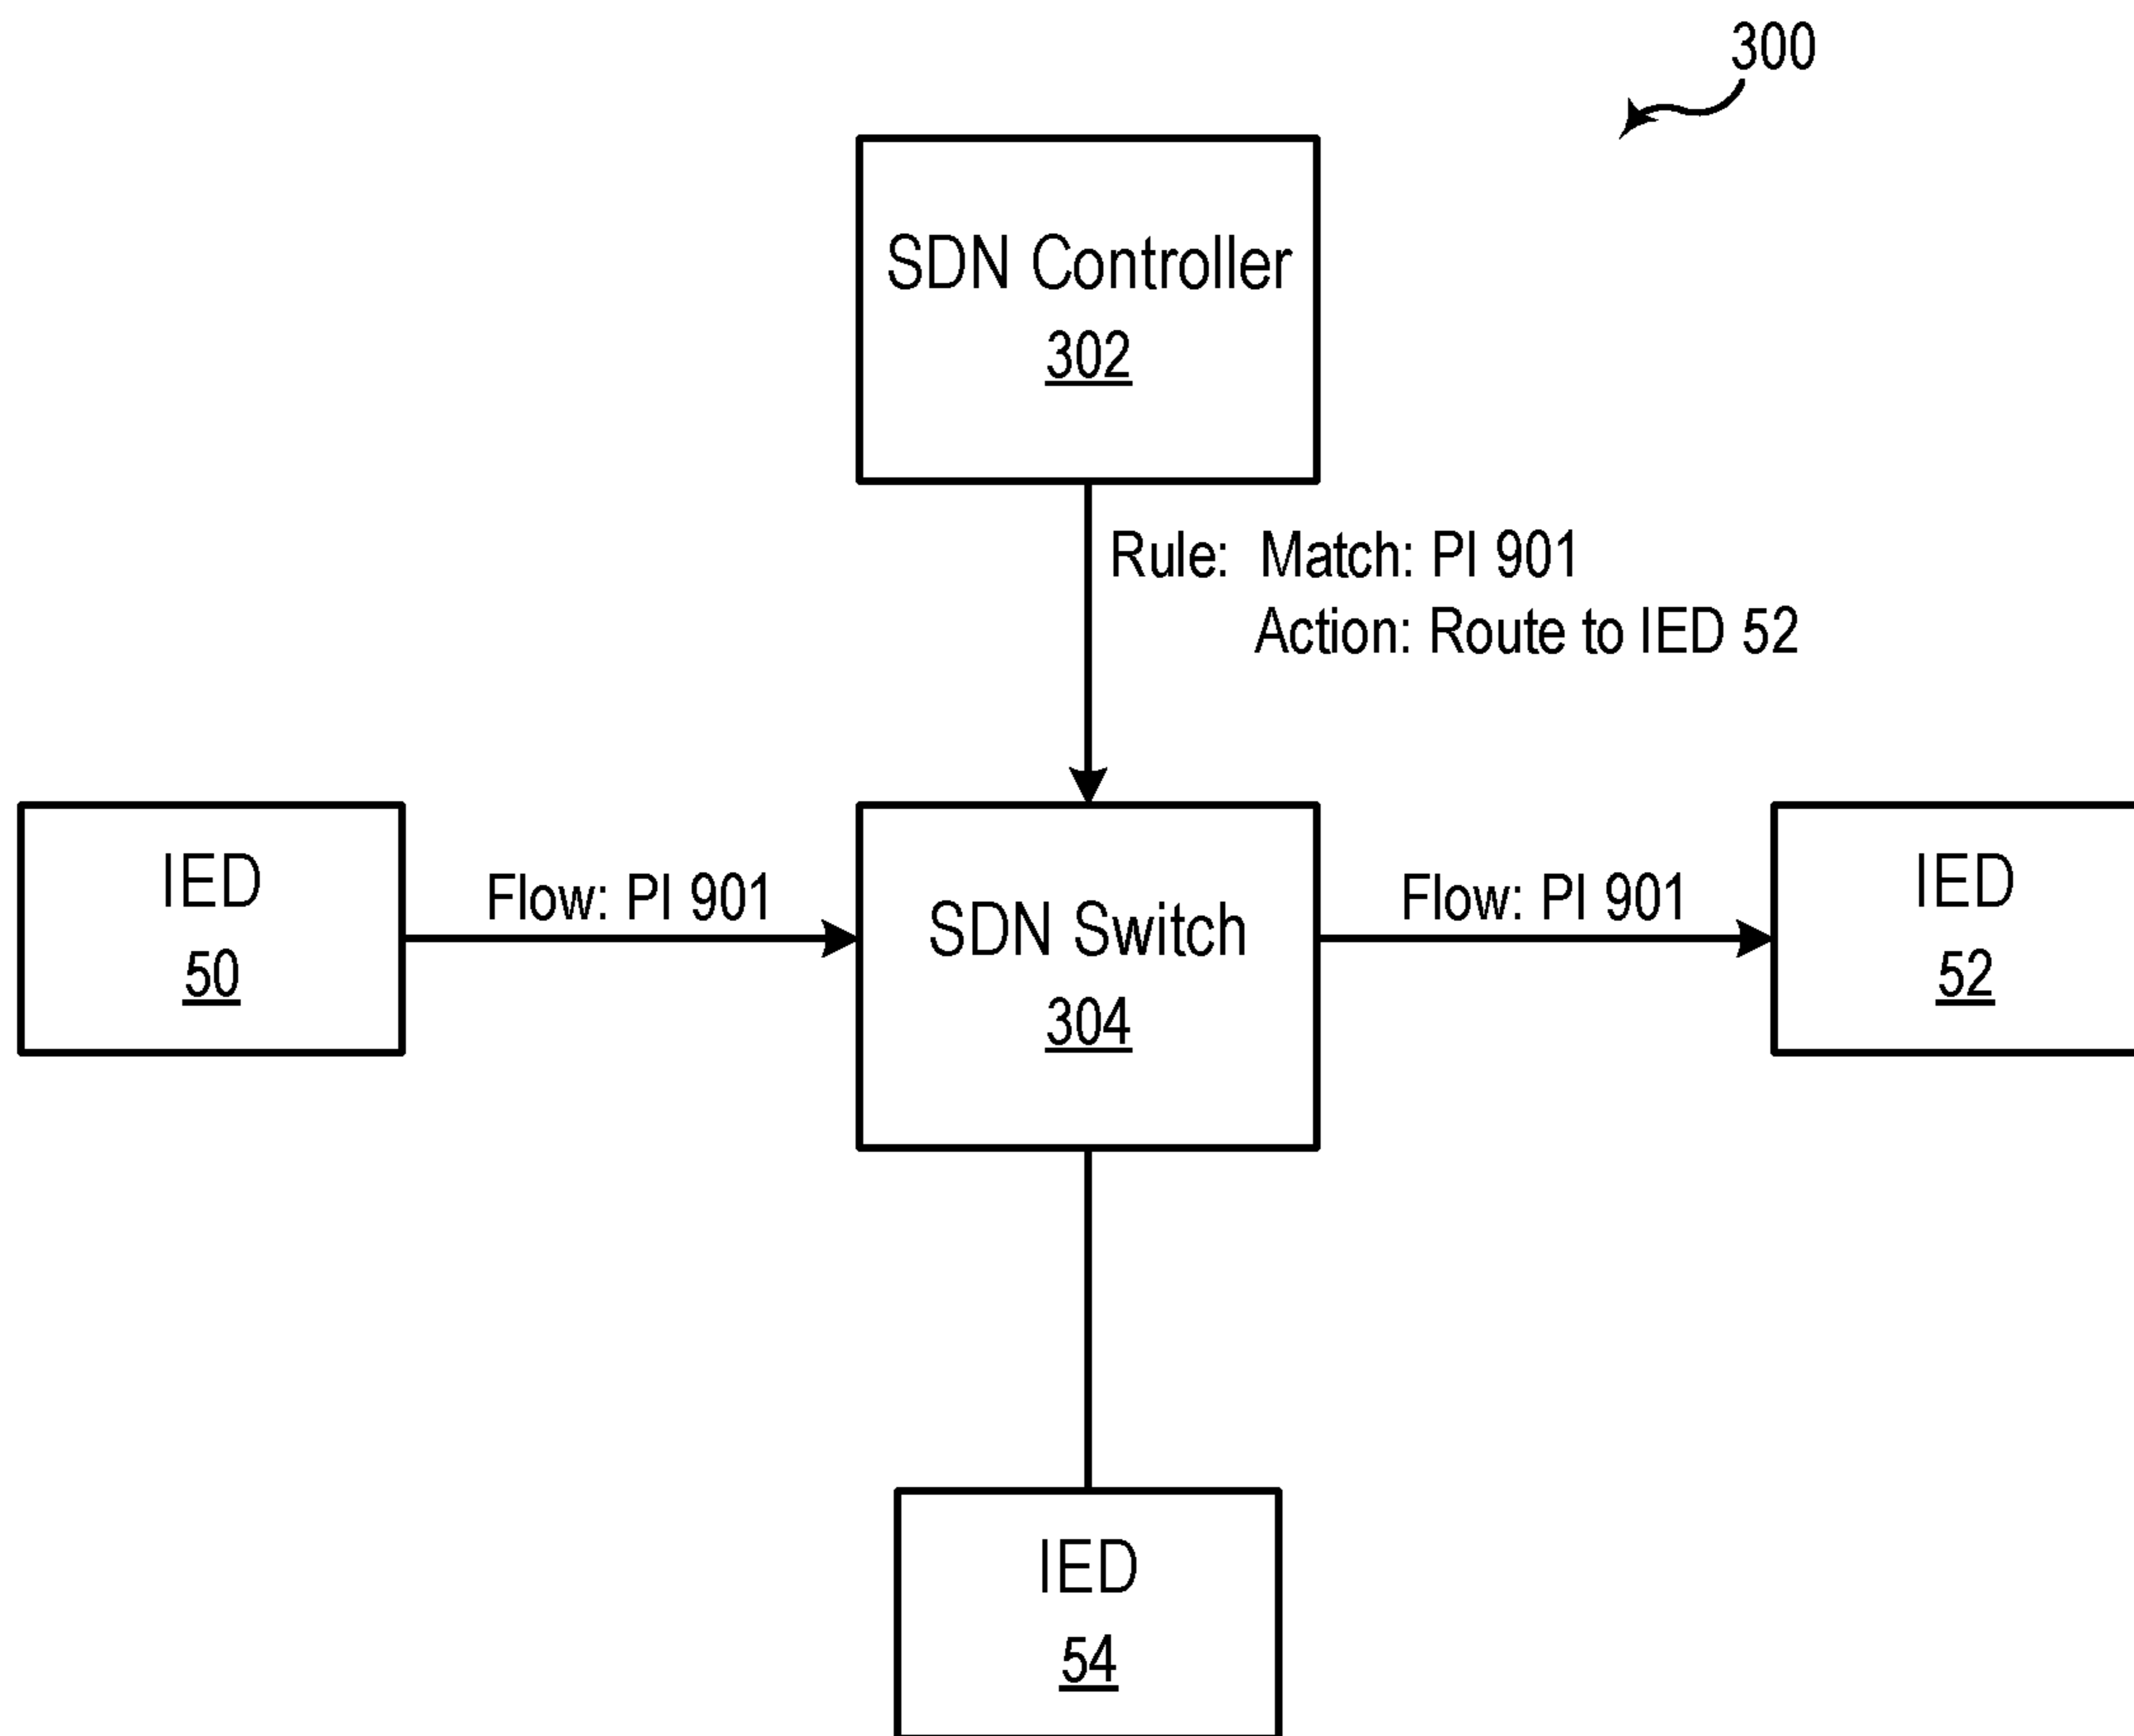 300
SDN Controller
302
Rule: Match: PI 901
Action: Route to IED 52
IED
50
Flow: PI 901
SDN Switch
304
Flow: PI 901
IED
52
IED
54